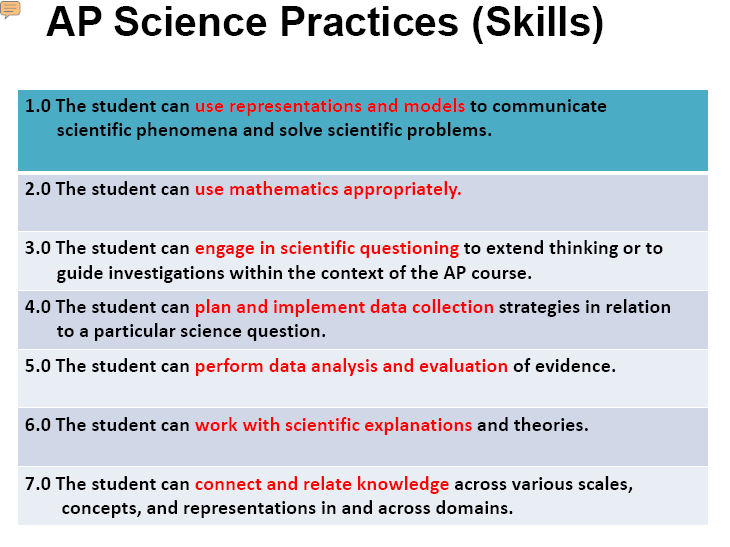 AP Science Practices (Skills)
1.0 The student can use representations and models to communicate
scientific phenomena and solve scientific problems.
2.0 The student can use mathematics appropriately.
3.0 The student can engage in scientific questioning to extend thinking or to
guide investigations within the context of the AP course.
4.0 The student can plan and implement data collection strategies in relation
to a particular science question.
5.0 The student can perform data analysis and evaluation of evidence.
6.0 The student can work with scientific explanations and theories.
7.0 The student can connect and relate knowledge across various scales,
concepts, and representations in and across domains.